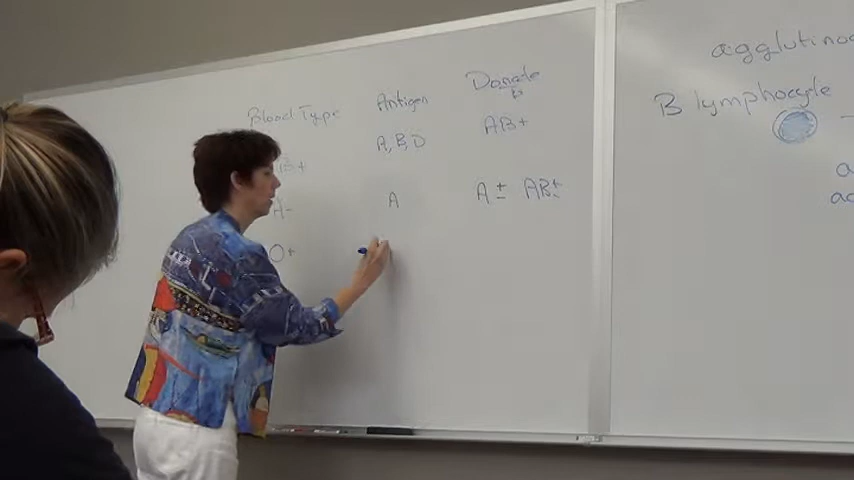 Blood Type Antigen Donate to
A, B, D AB+
A- A A± AB±
O+
agglutino
B lymphocyte